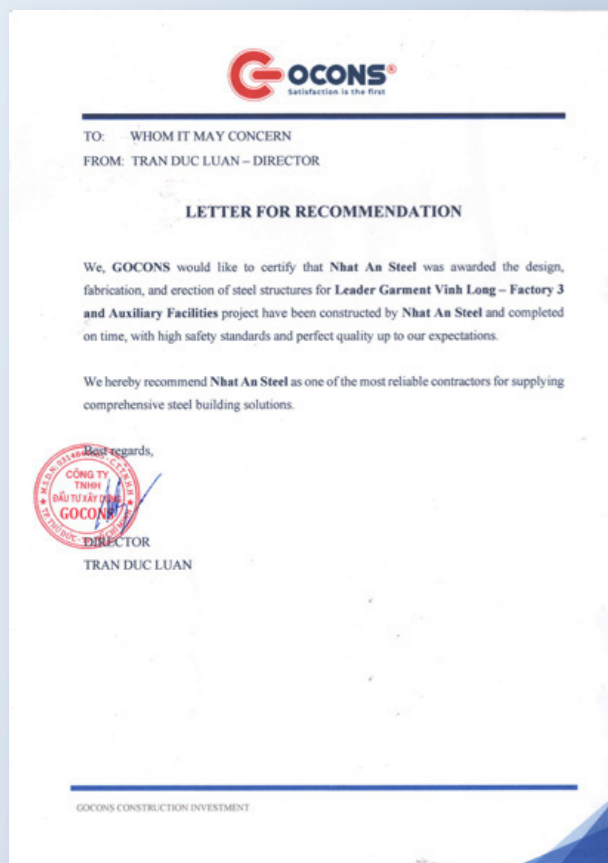 GOCONS®
Satisfaction is the first
TO: WHOM IT MAY CONCERN
FROM: TRAN DUC LUAN – DIRECTOR
LETTER FOR RECOMMENDATION
We, GOCONS would like to certify that Nhat An Steel was awarded the design,
fabrication, and erection of steel structures for Leader Garment Vinh Long – Factory 3
and Auxiliary Facilities project have been constructed by Nhat An Steel and completed
on time, with high safety standards and perfect quality up to our expectations.
We hereby recommend Nhat An Steel as one of the most reliable contractors for supplying
comprehensive steel building solutions.
Best regards,
M.S.D.N: C.T.T.N.H.H
CÔNG TY
TNHH
ĐẦU TƯ XÂY DỰNG
GOCONS
TP THỦ ĐỨC
DIRECTOR
TRAN DUC LUAN
GOCONS CONSTRUCTION INVESTMENT